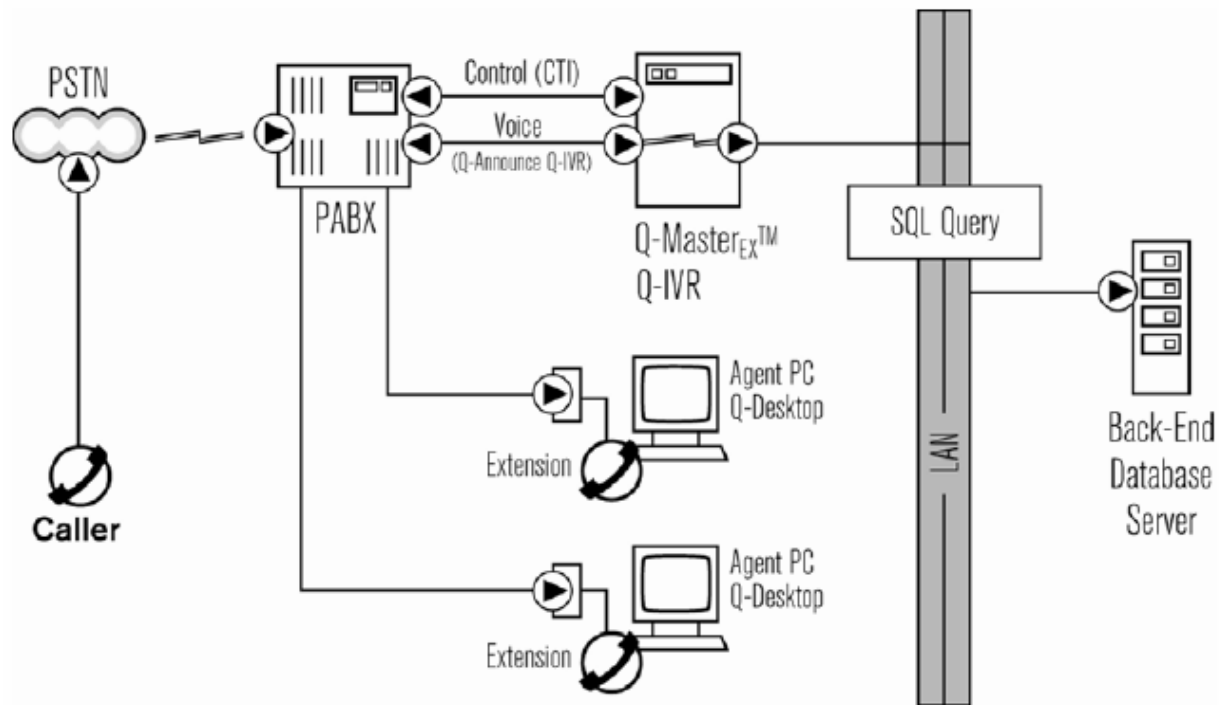 PSTN
Control (CTI)
Voice
(Q-Announce Q-IVR)
PABX
Q-MasterEX™
Q-IVR
SQL Query
Agent PC
Q-Desktop
Extension
Caller
LAN
Back-End
Database
Server
Agent PC
Q-Desktop
Extension